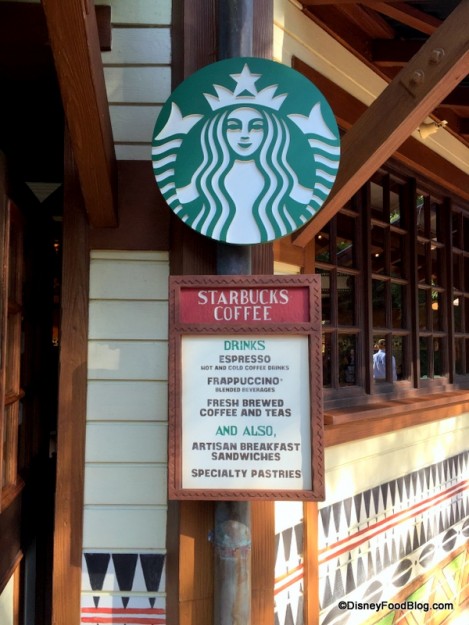 STARBUCKS
COFFEE
DRINKS
ESPRESSO
HOT AND COLD COFFEE DRINKS
FRAPPUCCINO®
BLENDED BEVERAGES
FRESH BREWED
COFFEE AND TEAS
AND ALSO,
ARTISAN BREAKFAST
SANDWICHES
SPECIALTY PASTRIES
©DisneyFoodBlog.com